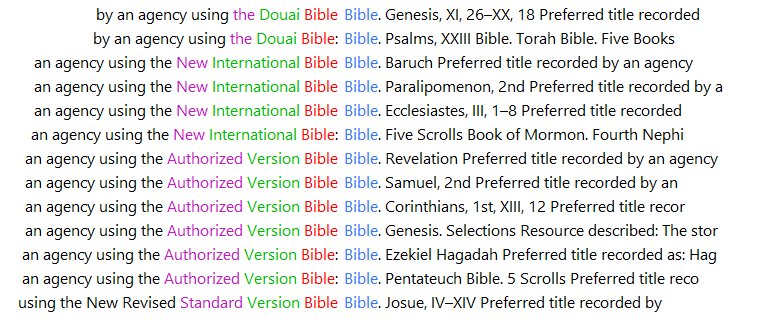 by an agency using the Douai Bible Bible. Genesis, XI, 26–XX, 18 Preferred title recorded
by an agency using the Douai Bible: Bible. Psalms, XXIII Bible. Torah Bible. Five Books
an agency using the New International Bible Bible. Baruch Preferred title recorded by an agency
an agency using the New International Bible Bible. Paralipomenon, 2nd Preferred title recorded by a
an agency using the New International Bible Bible. Ecclesiastes, III, 1–8 Preferred title recorded
an agency using the New International Bible: Bible. Five Scrolls Book of Mormon. Fourth Nephi
an agency using the Authorized Version Bible Bible. Revelation Preferred title recorded by an agency
an agency using the Authorized Version Bible Bible. Samuel, 2nd Preferred title recorded by an
an agency using the Authorized Version Bible Bible. Corinthians, 1st, XIII, 12 Preferred title recor
an agency using the Authorized Version Bible: Bible. Genesis. Selections Resource described: The stor
an agency using the Authorized Version Bible: Bible. Ezekiel Hagadah Preferred title recorded as: Hag
an agency using the Authorized Version Bible: Bible. Pentateuch Bible. 5 Scrolls Preferred title reco
using the New Revised Standard Version Bible Bible. Josue, IV–XIV Preferred title recorded by